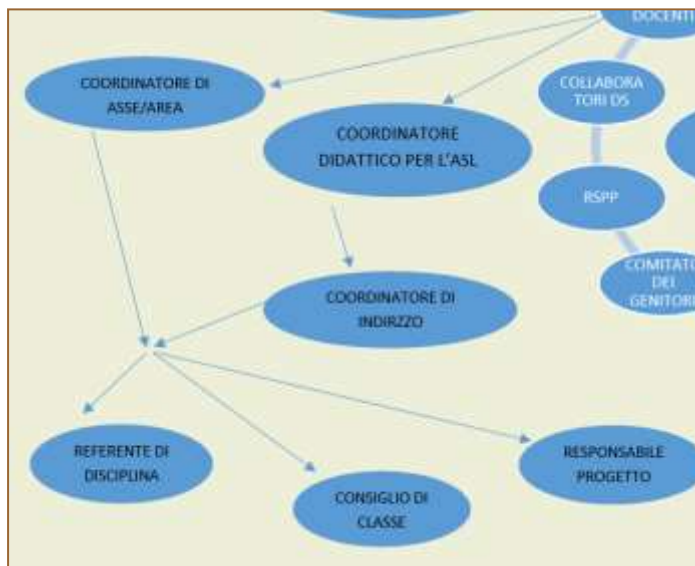 DOCENTI
COORDINATORE DI
ASSE/AREA
COLLABORA
TORI DS
COORDINATORE
DIDATTICO PER L'ASL
RSPP
COMITATO
DEI
GENITORI
COORDINATORE DI
INDIRZZO
REFERENTE DI
DISCIPLINA
RESPONSABILE
PROGETTO
CONSIGLIO DI
CLASSE